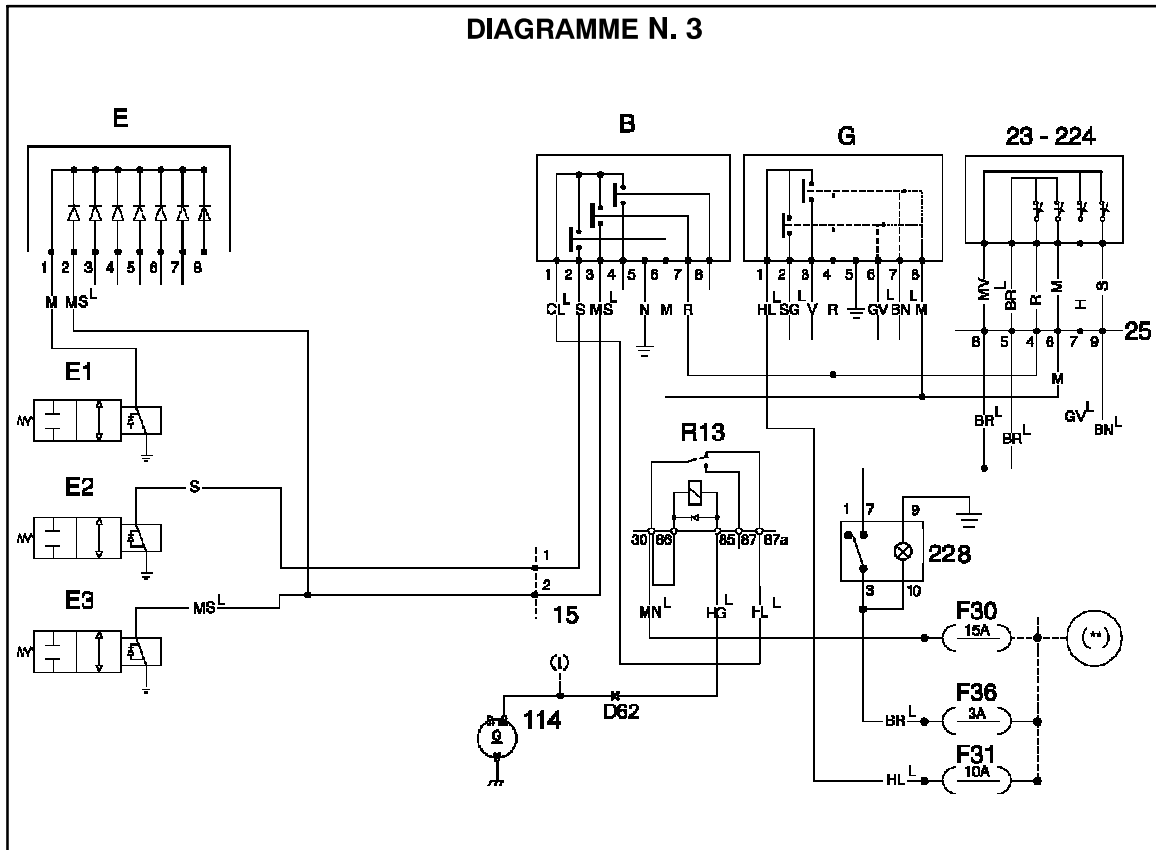 DIAGRAMME N. 3
E B G 23 - 224
1 2 3 4 5 6 7 8
1 2 3 4 5 6 7 8
1 2 3 4 5 6 7 8
M MS L
CL L S MS L N M R
HL L SG L V R GV L BN L M
MV BR L R M H S
8 5 4 6 7 9 25
E1
M
BR L BR L GV L BN L
R13
E2
S
30 86 85 87 87a
1 7 9
228
3 10
1
2
15
E3
MS L
MN L HG L HL L
F30
15A
(**)
(1)
D62
114
G
F36
BR L 3A
F31
HL L 10A